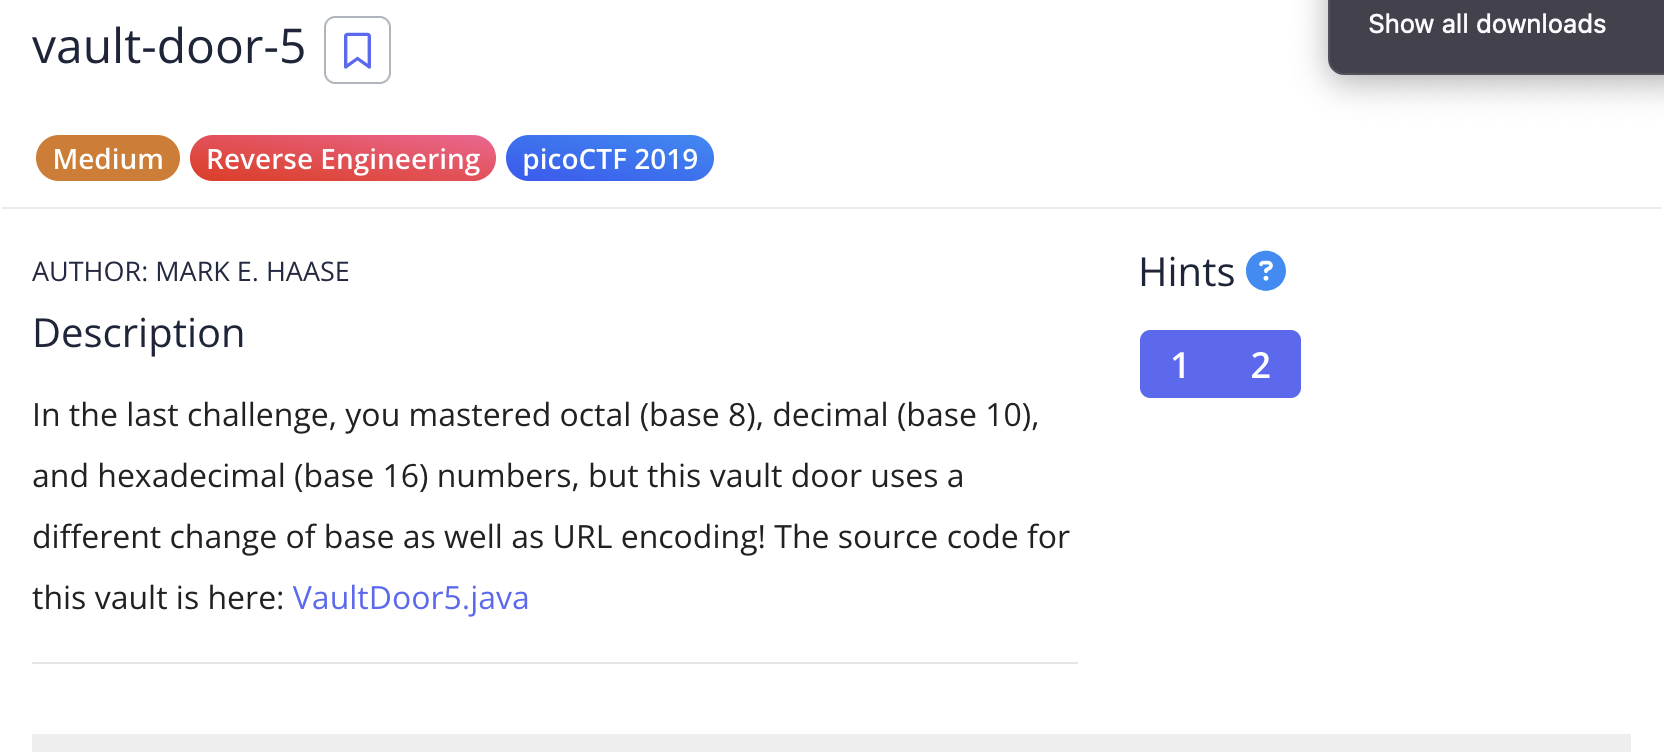 vault-door-5
Show all downloads
Medium Reverse Engineering picoCTF 2019
AUTHOR: MARK E. HAASE
Description
In the last challenge, you mastered octal (base 8), decimal (base 10),
and hexadecimal (base 16) numbers, but this vault door uses a
different change of base as well as URL encoding! The source code for
this vault is here: VaultDoor5.java
Hints ?
1 2